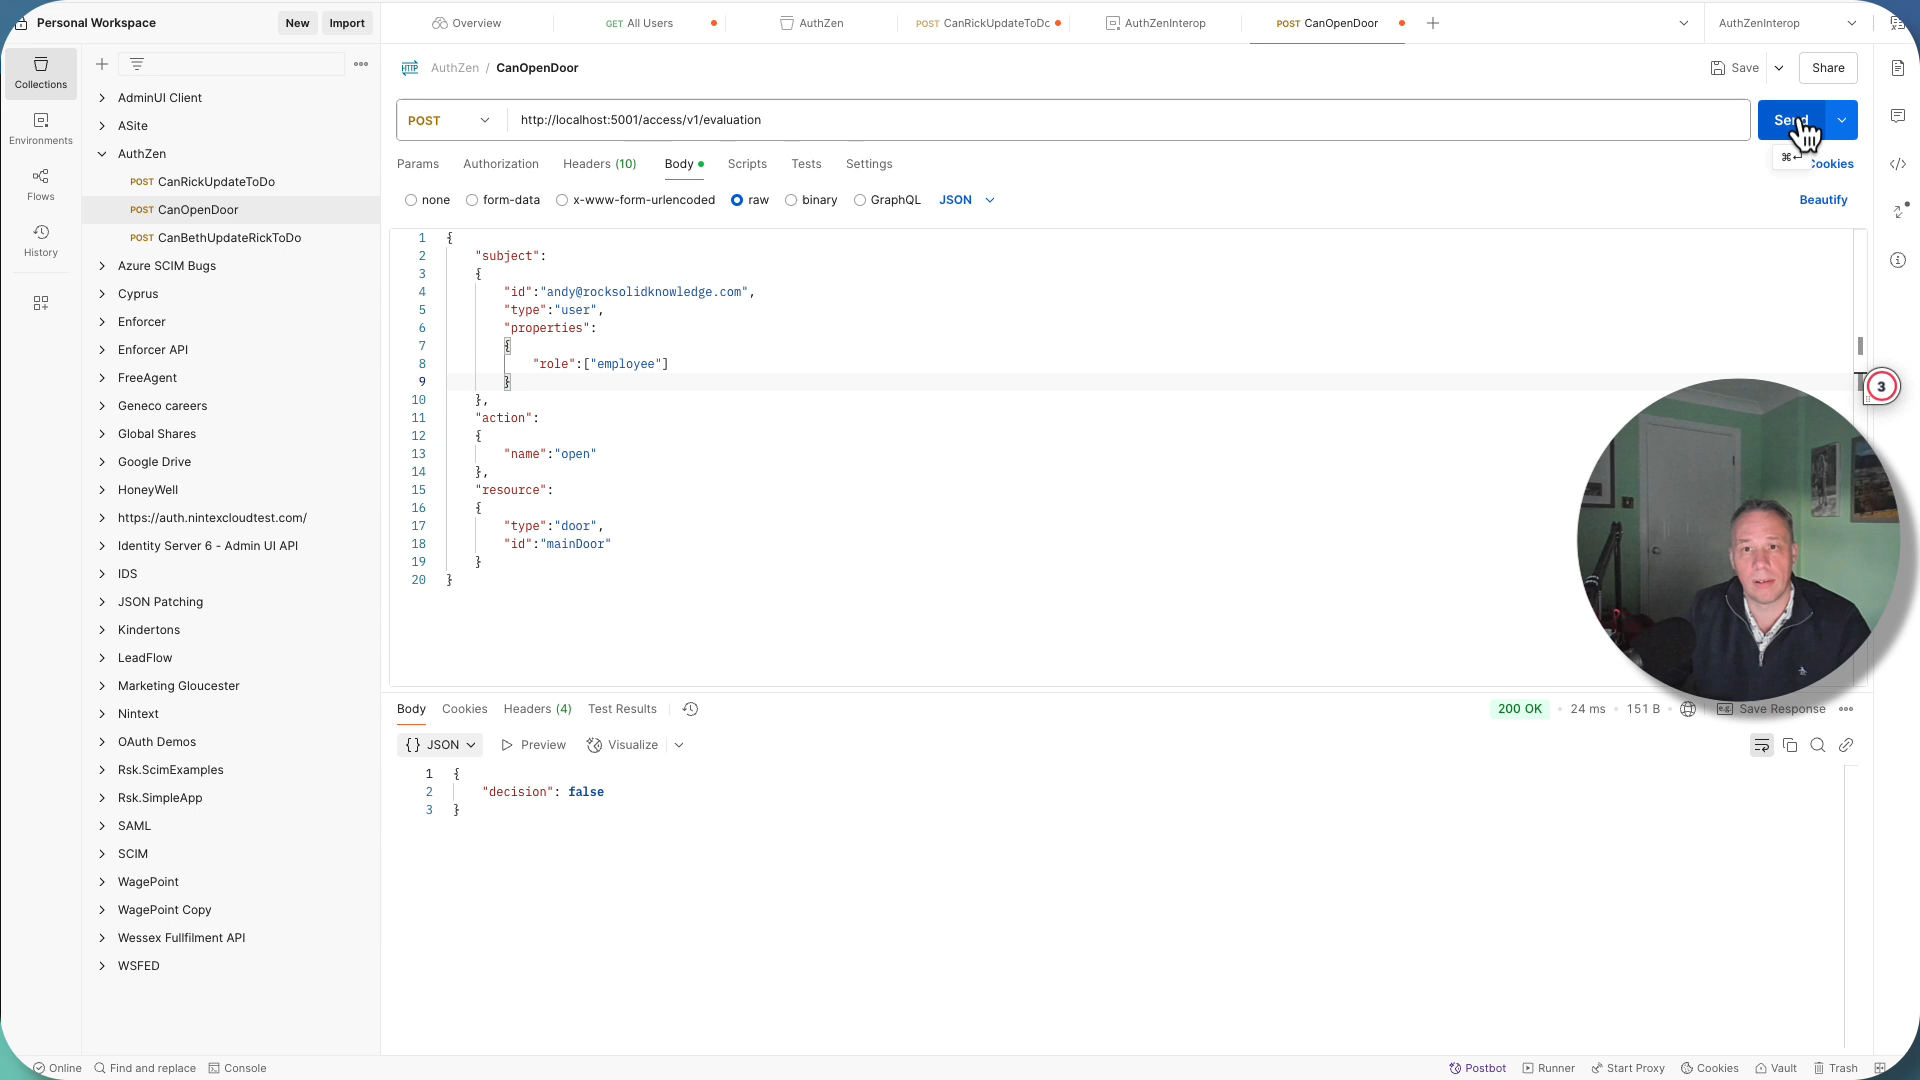 Personal Workspace
New
Import
Overview
GET All Users
AuthZen
POST CanRickUpdateToDo
AuthZenInterop
POST CanOpenDoor
AuthZenInterop
Collections
Environments
Flows
History
AdminUI Client
ASite
AuthZen
POST CanRickUpdateToDo
POST CanOpenDoor
POST CanBethUpdateRickToDo
Azure SCIM Bugs
Cyprus
Enforcer
Enforcer API
FreeAgent
Geneco careers
Global Shares
Google Drive
HoneyWell
https://auth.nintexcloudtest.com/
Identity Server 6 - Admin UI API
IDS
JSON Patching
Kindertons
LeadFlow
Marketing Gloucester
Nintext
OAuth Demos
Rsk.ScimExamples
Rsk.SimpleApp
SAML
SCIM
WagePoint
WagePoint Copy
Wessex Fullfilment API
WSFED
HTTP AuthZen / CanOpenDoor
Save
Share
POST
http://localhost:5001/access/v1/evaluation
Send
⌘↩
Params
Authorization
Headers (10)
Body
Scripts
Tests
Settings
Cookies
none
form-data
x-www-form-urlencoded
raw
binary
GraphQL
JSON
Beautify
1 {
2 "subject":
3 {
4 "id":"andy@rocksolidknowledge.com",
5 "type":"user",
6 "properties":
7 {
8 "role":["employee"]
9 }
10 },
11 "action":
12 {
13 "name":"open"
14 },
15 "resource":
16 {
17 "type":"door",
18 "id":"mainDoor"
19 }
20 }
3
Body
Cookies
Headers (4)
Test Results
200 OK
24 ms
151 B
Save Response
{} JSON
Preview
Visualize
1 {
2 "decision": false
3 }
Online
Find and replace
Console
Postbot
Runner
Start Proxy
Cookies
Vault
Trash